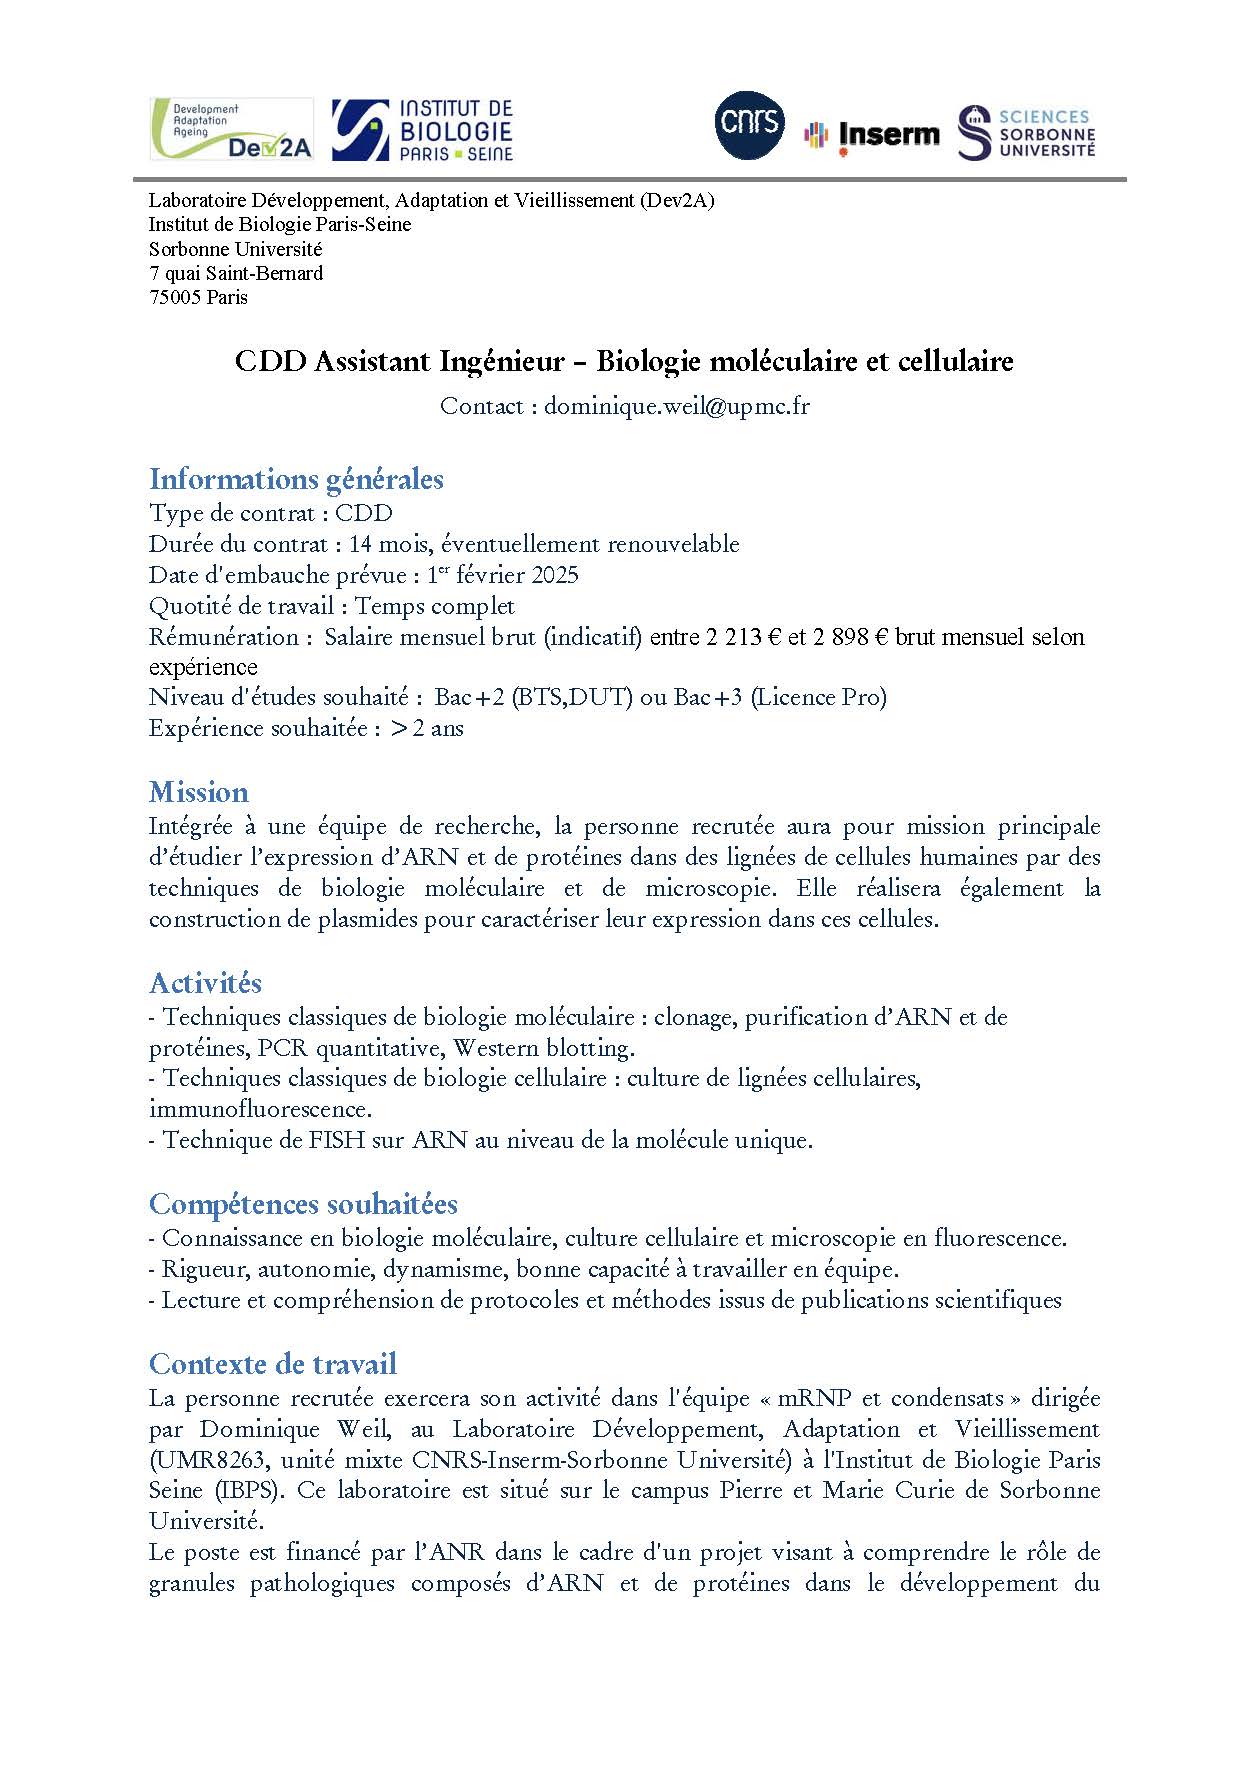 Development
Adaptation
Ageing
Dev2A
INSTITUT DE
BIOLOGIE
PARIS SEINE
cnrs
Inserm
SCIENCES
SORBONNE
UNIVERSITÉ
Laboratoire Développement, Adaptation et Vieillissement (Dev2A)
Institut de Biologie Paris-Seine
Sorbonne Université
7 quai Saint-Bernard
75005 Paris
CDD Assistant Ingénieur – Biologie moléculaire et cellulaire
Contact : dominique.weil@upmc.fr
Informations générales
Type de contrat : CDD
Durée du contrat : 14 mois, éventuellement renouvelable
Date d'embauche prévue : 1er février 2025
Quotité de travail : Temps complet
Rémunération : Salaire mensuel brut (indicatif) entre 2 213 € et 2 898 € brut mensuel selon
expérience
Niveau d'études souhaité : Bac+2 (BTS,DUT) ou Bac+3 (Licence Pro)
Expérience souhaitée : > 2 ans
Mission
Intégrée à une équipe de recherche, la personne recrutée aura pour mission principale
d’étudier l’expression d’ARN et de protéines dans des lignées de cellules humaines par des
techniques de biologie moléculaire et de microscopie. Elle réalisera également la
construction de plasmides pour caractériser leur expression dans ces cellules.
Activités
- Techniques classiques de biologie moléculaire : clonage, purification d’ARN et de
protéines, PCR quantitative, Western blotting.
- Techniques classiques de biologie cellulaire : culture de lignées cellulaires,
immunofluorescence.
- Technique de FISH sur ARN au niveau de la molécule unique.
Compétences souhaitées
- Connaissance en biologie moléculaire, culture cellulaire et microscopie en fluorescence.
- Rigueur, autonomie, dynamisme, bonne capacité à travailler en équipe.
- Lecture et compréhension de protocoles et méthodes issus de publications scientifiques
Contexte de travail
La personne recrutée exercera son activité dans l'équipe « mRNP et condensats » dirigée
par Dominique Weil, au Laboratoire Développement, Adaptation et Vieillissement
(UMR8263, unité mixte CNRS-Inserm-Sorbonne Université) à l'Institut de Biologie Paris
Seine (IBPS). Ce laboratoire est situé sur le campus Pierre et Marie Curie de Sorbonne
Université.
Le poste est financé par l’ANR dans le cadre d'un projet visant à comprendre le rôle de
granules pathologiques composés d’ARN et de protéines dans le développement du